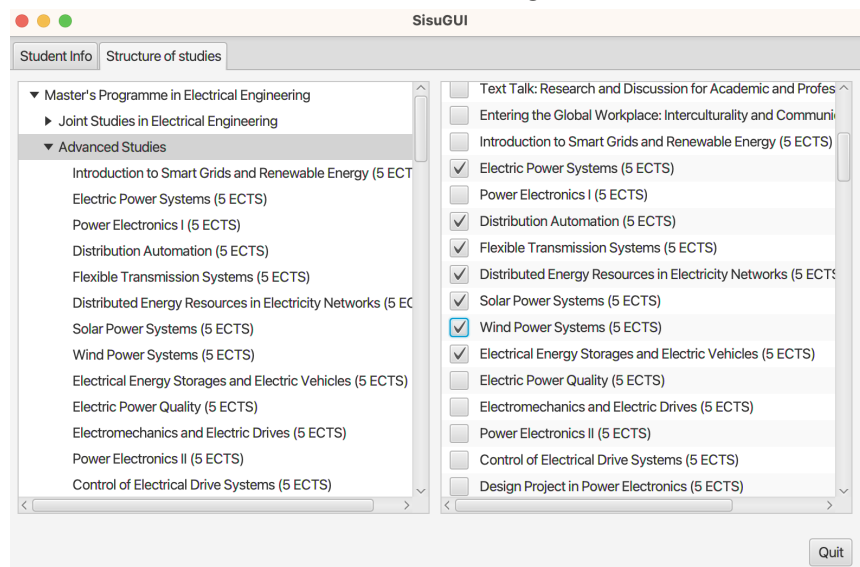 SisuGUI
Student Info
Structure of studies
Master's Programme in Electrical Engineering
Joint Studies in Electrical Engineering
Advanced Studies
Introduction to Smart Grids and Renewable Energy (5 ECT
Electric Power Systems (5 ECTS)
Power Electronics I (5 ECTS)
Distribution Automation (5 ECTS)
Flexible Transmission Systems (5 ECTS)
Distributed Energy Resources in Electricity Networks (5 EC
Solar Power Systems (5 ECTS)
Wind Power Systems (5 ECTS)
Electrical Energy Storages and Electric Vehicles (5 ECTS)
Electric Power Quality (5 ECTS)
Electromechanics and Electric Drives (5 ECTS)
Power Electronics II (5 ECTS)
Control of Electrical Drive Systems (5 ECTS)
Text Talk: Research and Discussion for Academic and Profes
Entering the Global Workplace: Interculturality and Communi
Introduction to Smart Grids and Renewable Energy (5 ECTS)
Electric Power Systems (5 ECTS)
Power Electronics I (5 ECTS)
Distribution Automation (5 ECTS)
Flexible Transmission Systems (5 ECTS)
Distributed Energy Resources in Electricity Networks (5 ECTS
Solar Power Systems (5 ECTS)
Wind Power Systems (5 ECTS)
Electrical Energy Storages and Electric Vehicles (5 ECTS)
Electric Power Quality (5 ECTS)
Electromechanics and Electric Drives (5 ECTS)
Power Electronics II (5 ECTS)
Control of Electrical Drive Systems (5 ECTS)
Design Project in Power Electronics (5 ECTS)
Quit